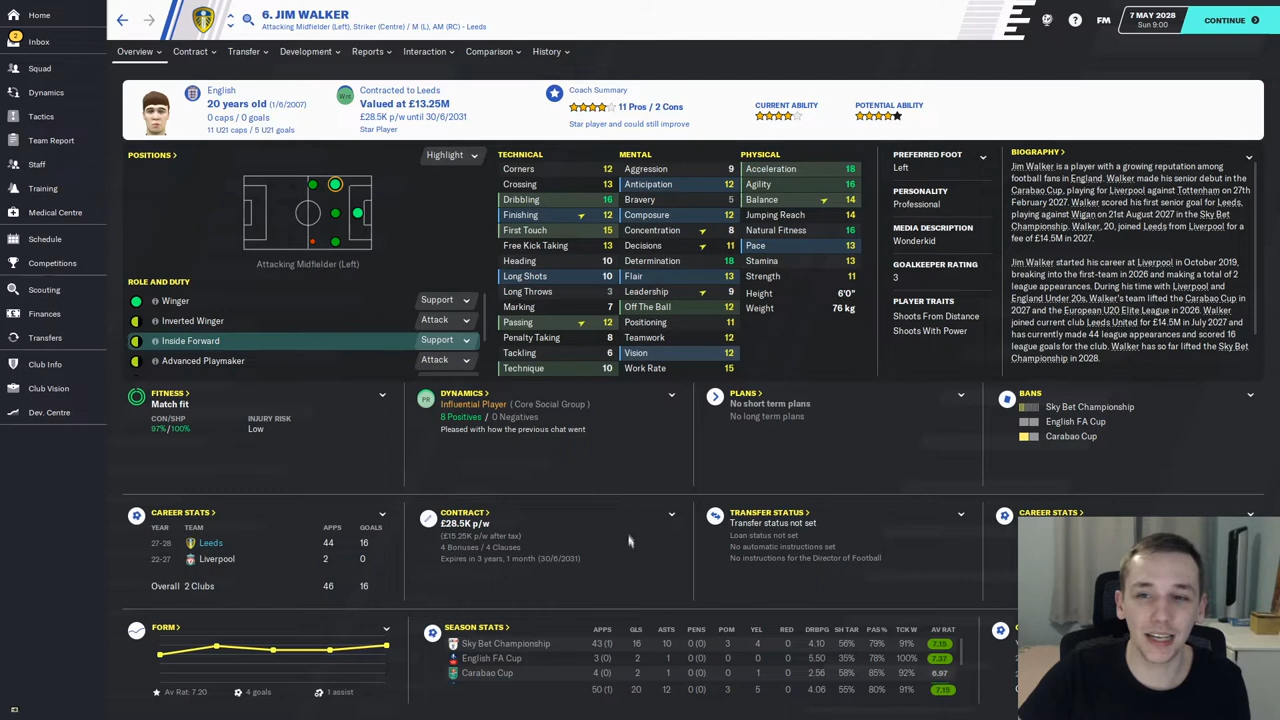 2
Inbox
Home
Squad
Dynamics
Tactics
Team Report
Staff
Training
Medical Centre
Schedule
Competitions
Scouting
Finances
Transfers
Club Info
Club Vision
Dev. Centre
6. JIM WALKER
Attacking Midfielder (Left), Striker (Centre) / M (L), AM (RC) - Leeds
FM
7 MAY 2028
Sun 9:00
CONTINUE
Overview
Contract
Transfer
Development
Reports
Interaction
Comparison
History
English
20 years old (1/6/2007)
0 caps / 0 goals
11 U21 caps / 5 U21 goals
Wnt
Contracted to Leeds
Valued at £13.25M
£28.5K p/w until 30/6/2031
Star Player
Coach Summary
11 Pros / 2 Cons
Star player and could still improve
CURRENT ABILITY
POTENTIAL ABILITY
POSITIONS
Highlight
Attacking Midfielder (Left)
ROLE AND DUTY
Winger Support
Inverted Winger Attack
Inside Forward Support
Advanced Playmaker Attack
TECHNICAL
Corners 12
Crossing 13
Dribbling 16
Finishing 12
First Touch 15
Free Kick Taking 13
Heading 10
Long Shots 10
Long Throws 3
Marking 7
Passing 12
Penalty Taking 8
Tackling 6
Technique 10
MENTAL
Aggression 9
Anticipation 12
Bravery 5
Composure 12
Concentration 8
Decisions 11
Determination 18
Flair 13
Leadership 9
Off The Ball 12
Positioning 11
Teamwork 12
Vision 12
Work Rate 15
PHYSICAL
Acceleration 18
Agility 16
Balance 14
Jumping Reach 14
Natural Fitness 16
Pace 13
Stamina 13
Strength 11
Height 6'0"
Weight 76 kg
PREFERRED FOOT
Left
PERSONALITY
Professional
MEDIA DESCRIPTION
Wonderkid
GOALKEEPER RATING
3
PLAYER TRAITS
Shoots From Distance
Shoots With Power
BIOGRAPHY
Jim Walker is a player with a growing reputation among
football fans in England. Walker made his senior debut in the
Carabao Cup, playing for Liverpool against Tottenham on 27th
February 2027. Walker scored his first senior goal for Leeds,
playing against Wigan on 21st August 2027 in the Sky Bet
Championship. Walker, 20, joined Leeds from Liverpool for a
fee of £14.5M in 2027.
Jim Walker started his career at Liverpool in October 2019,
breaking into the first-team in 2026 and making a total of 2
league appearances. During his time with Liverpool and
England Under 20s, Walker's team lifted the Carabao Cup in
2027 and the European U20 Elite League in 2026. Walker
joined current club Leeds United for £14.5M in July 2027 and
has currently made 44 league appearances and scored 16
league goals for the club. Walker has so far lifted the Sky Bet
Championship in 2028.
FITNESS
Match fit
CON/SHP
97%/100%
INJURY RISK
Low
DYNAMICS
PR
Influential Player ( Core Social Group )
8 Positives / 0 Negatives
Pleased with how the previous chat went
PLANS
No short term plans
No long term plans
BANS
Sky Bet Championship
English FA Cup
Carabao Cup
CAREER STATS
YEAR TEAM APPS GOALS
27-28 Leeds 44 16
22-27 Liverpool 2 0
Overall 2 Clubs 46 16
CONTRACT
£28.5K p/w
(£15.25K p/w after tax)
4 Bonuses / 4 Clauses
Expires in 3 years, 1 month (30/6/2031)
TRANSFER STATUS
Transfer status not set
Loan status not set
No automatic instructions set
No instructions for the Director of Football
CAREER STATS
FORM
Av Rat: 7.20
4 goals
1 assist
SEASON STATS APPS GLS ASTS PENS POM YEL RED DRBPG SH TAR PAS% TCK W AV RAT
Sky Bet Championship 43 (1) 16 10 0 (0) 3 4 0 4.10 56% 79% 91% 7.15
English FA Cup 3 (0) 2 1 0 (0) 0 0 0 5.50 35% 78% 100% 7.37
Carabao Cup 4 (0) 2 1 0 (0) 0 1 0 2.56 58% 85% 92% 6.97
50 (1) 20 12 0 (0) 3 5 0 4.06 55% 80% 91% 7.15